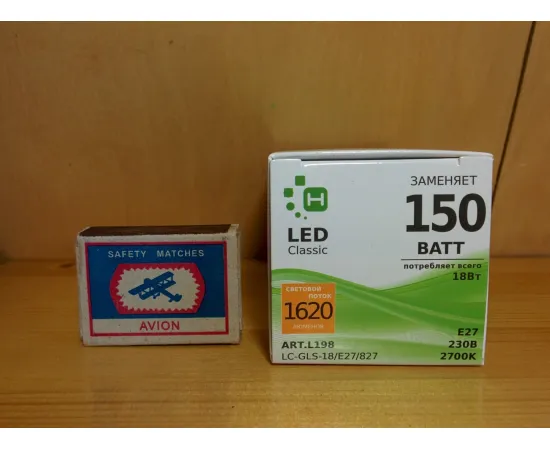 SAFETY MATCHES
AVION
H
LED
Classic
ЗАМЕНЯЕТ
150
ВАТТ
потребляет всего
18Вт
СВЕТОВОЙ
ПОТОК
1620
люменов
ART.L198
LC-GLS-18/E27/827
E27
230В
2700K